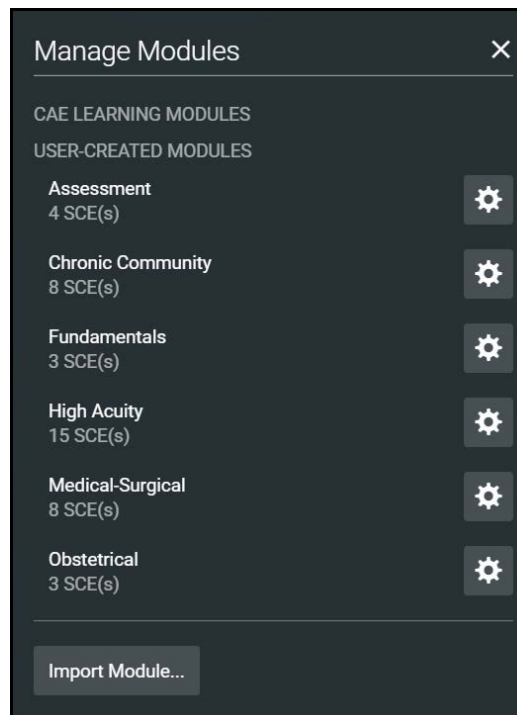 Manage Modules
CAE LEARNING MODULES
USER-CREATED MODULES
Assessment
4 SCE(s)
Chronic Community
8 SCE(s)
Fundamentals
3 SCE(s)
High Acuity
15 SCE(s)
Medical-Surgical
8 SCE(s)
Obstetrical
3 SCE(s)
Import Module...